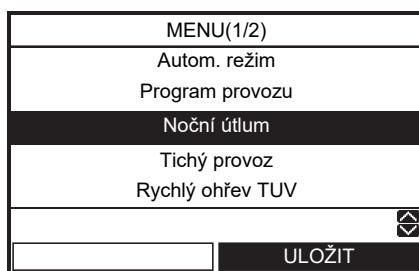 MENU(1/2)
Autom. režim
Program provozu
Noční útlum
Tichý provoz
Rychlý ohřev TUV
ULOŽIT